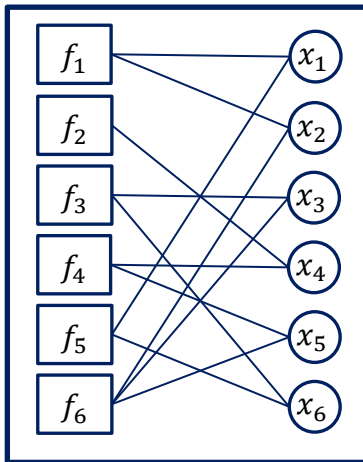 f₁ x₁
f₂ x₂
f₃ x₃
f₄ x₄
f₅ x₅
f₆ x₆